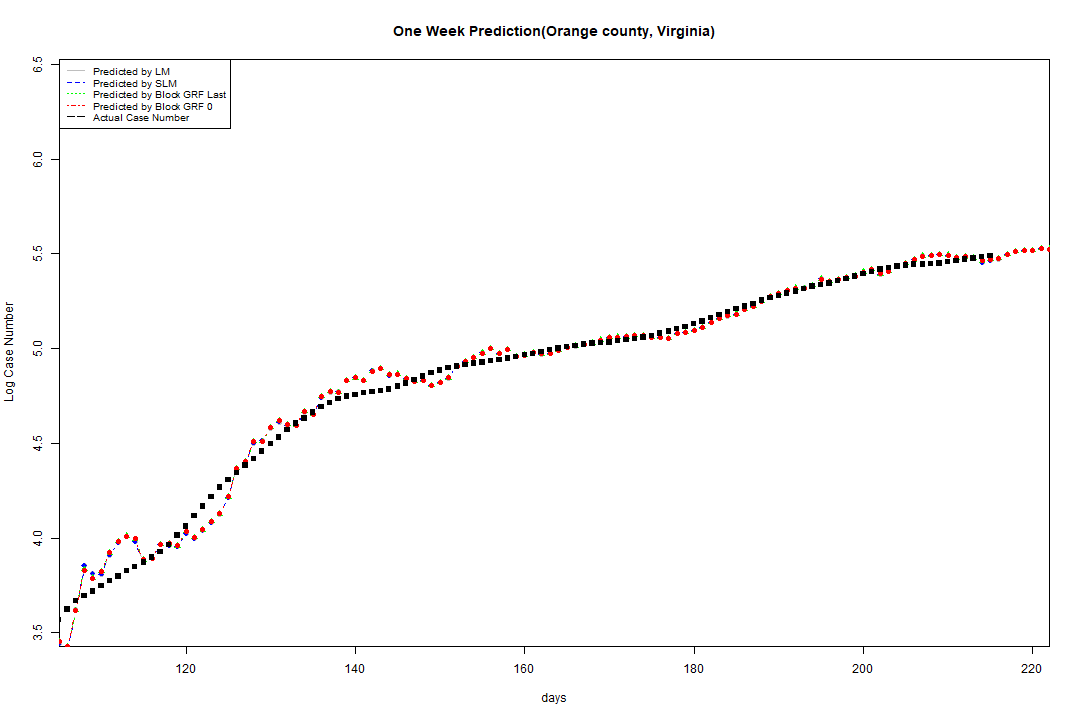 One Week Prediction(Orange county, Virginia)
Predicted by LM
Predicted by SLM
Predicted by Block GRF Last
Predicted by Block GRF 0
Actual Case Number
6.5
6.0
5.5
5.0
4.5
4.0
3.5
Log Case Number
120 140 160 180 200 220
days